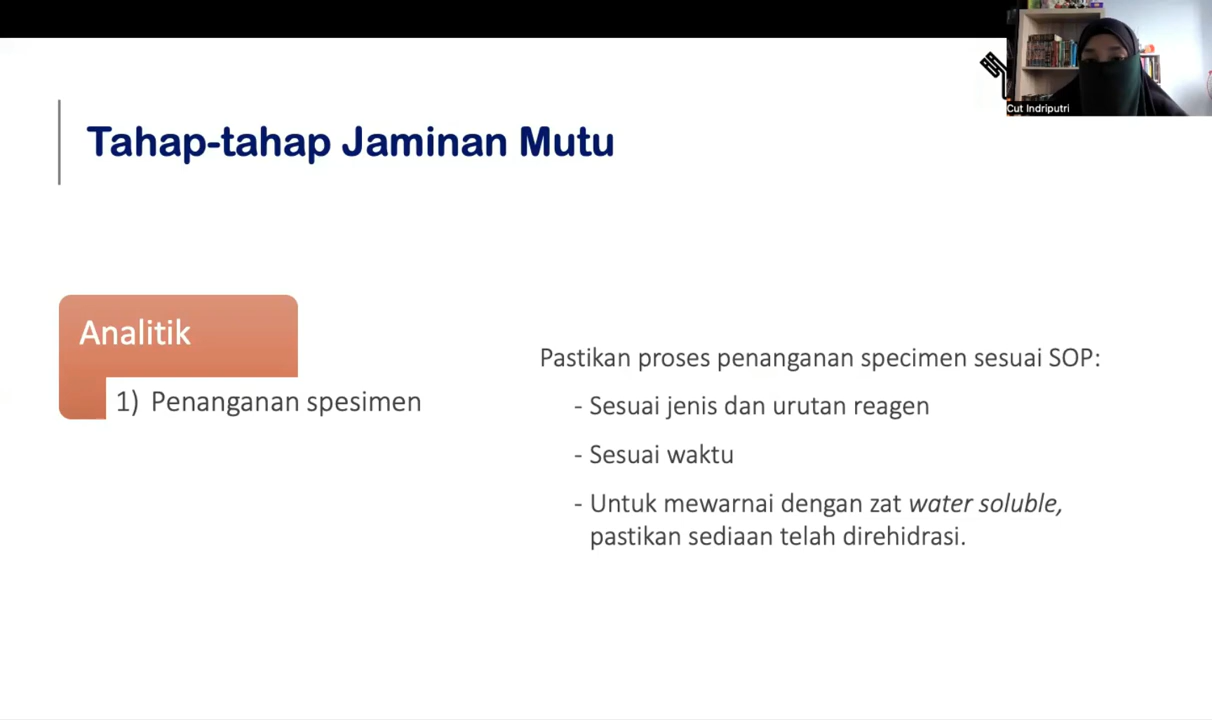 Cut Indriputri
Tahap-tahap Jaminan Mutu
Analitik
1) Penanganan spesimen
Pastikan proses penanganan specimen sesuai SOP:
- Sesuai jenis dan urutan reagen
- Sesuai waktu
- Untuk mewarnai dengan zat water soluble,
pastikan sediaan telah direhidrasi.